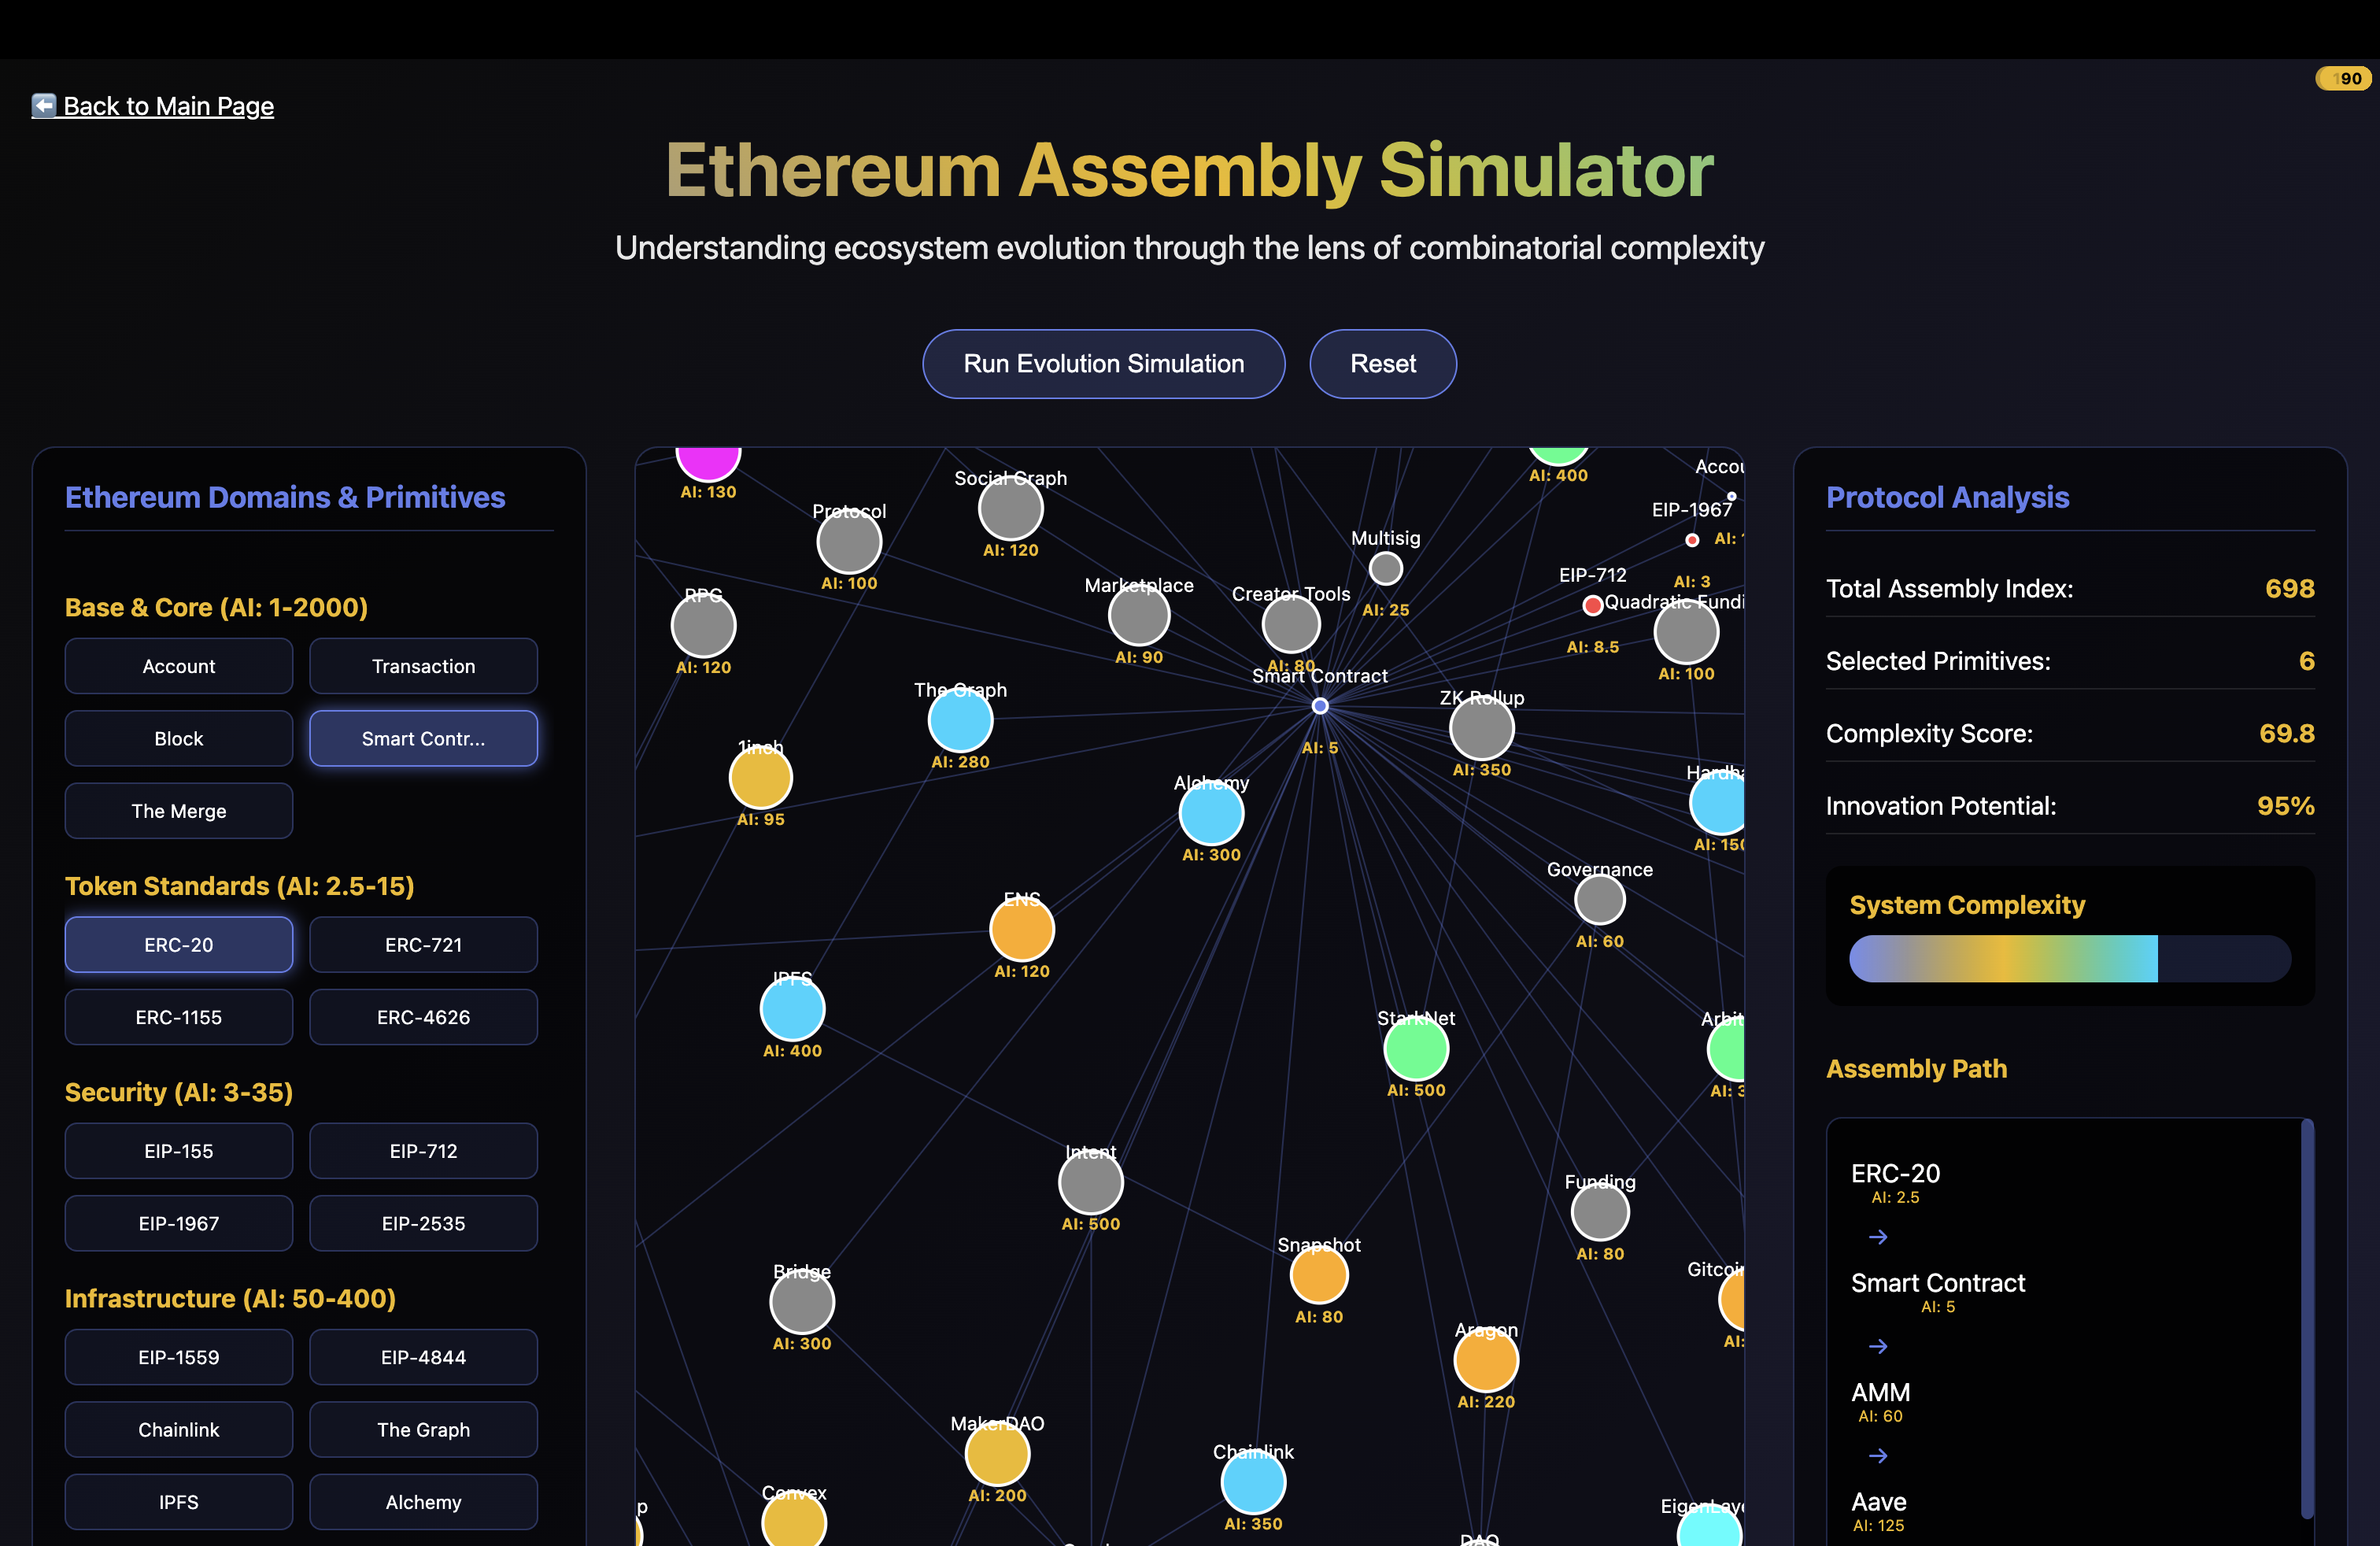 190
⬅ Back to Main Page
Ethereum Assembly Simulator
Understanding ecosystem evolution through the lens of combinatorial complexity
Run Evolution Simulation
Reset
Ethereum Domains & Primitives
Base & Core (AI: 1-2000)
Account
Transaction
Block
Smart Contr...
The Merge
Token Standards (AI: 2.5-15)
ERC-20
ERC-721
ERC-1155
ERC-4626
Security (AI: 3-35)
EIP-155
EIP-712
EIP-1967
EIP-2535
Infrastructure (AI: 50-400)
EIP-1559
EIP-4844
Chainlink
The Graph
IPFS
Alchemy
AI: 130
Social Graph
AI: 120
AI: 400
Accou
AI: 1
EIP-1967
AI: 3
Protocol
AI: 100
Multisig
AI: 25
EIP-712
AI: 8.5
Quadratic Fundi
AI: 100
RPG
AI: 120
Marketplace
AI: 90
Creator Tools
AI: 80
Smart Contract
AI: 5
The Graph
AI: 280
ZK Rollup
AI: 350
1inch
AI: 95
Alchemy
AI: 300
Hardha
AI: 150
Governance
AI: 60
ENS
AI: 120
IPFS
AI: 400
StarkNet
AI: 500
Arbit
AI: 3
Intent
AI: 500
Funding
AI: 80
Bridge
AI: 300
Snapshot
AI: 80
Gitcoin
AI:
Aragon
AI: 220
MakerDAO
AI: 200
Chainlink
AI: 350
p
Convex
EigenLaye
DAO
Protocol Analysis
Total Assembly Index: 698
Selected Primitives: 6
Complexity Score: 69.8
Innovation Potential: 95%
System Complexity
Assembly Path
ERC-20
AI: 2.5
→
Smart Contract
AI: 5
→
AMM
AI: 60
→
Aave
AI: 125